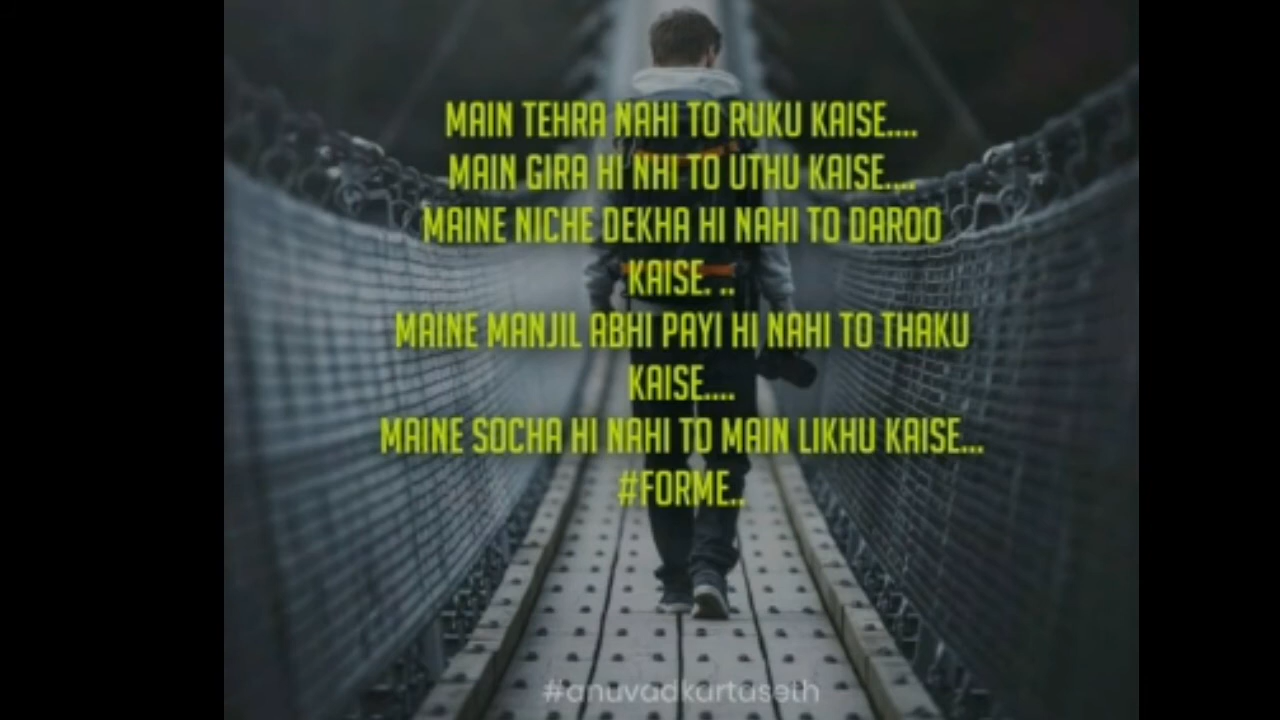 MAIN TEHRA NAHI TO RUKU KAISE....
MAIN GIRA HI NHI TO UTHU KAISE....
MAINE NICHE DEKHA HI NAHI TO DAROO
KAISE. ..
MAINE MANJIL ABHI PAYI HI NAHI TO THAKU
KAISE....
MAINE SOCHA HI NAHI TO MAIN LIKHU KAISE...
#FORME..
#anuvadkartaseth